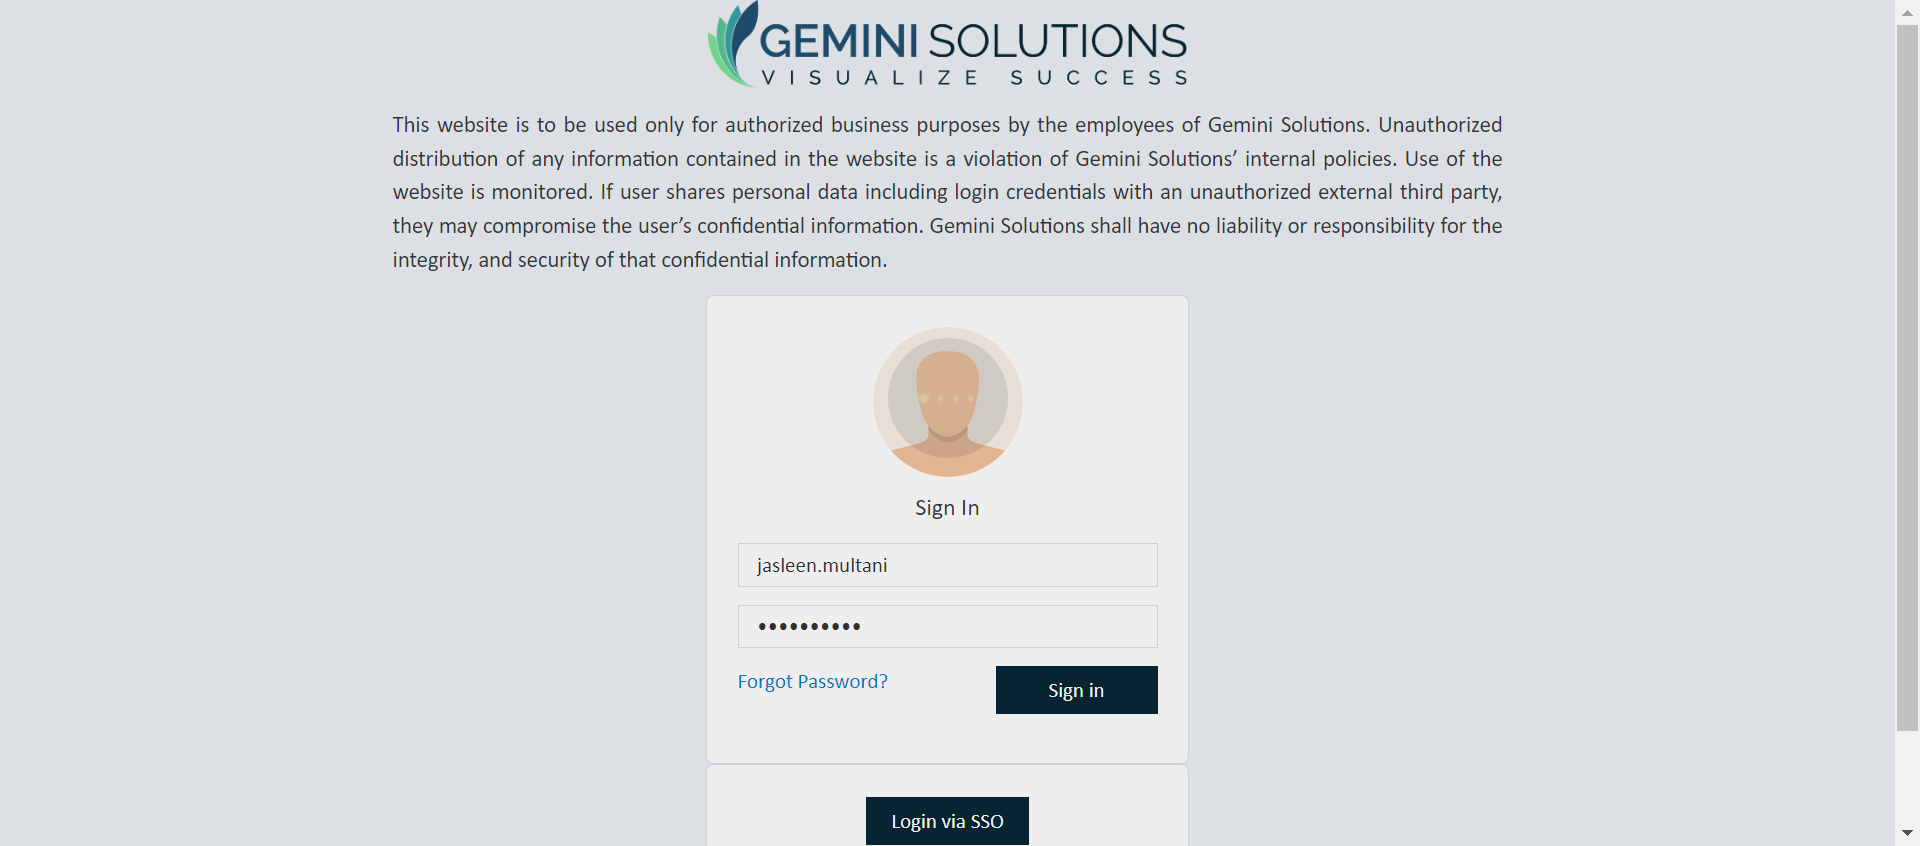 GEMINI SOLUTIONS
VISUALIZE SUCCESS
This website is to be used only for authorized business purposes by the employees of Gemini Solutions. Unauthorized
distribution of any information contained in the website is a violation of Gemini Solutions’ internal policies. Use of the
website is monitored. If user shares personal data including login credentials with an unauthorized external third party,
they may compromise the user’s confidential information. Gemini Solutions shall have no liability or responsibility for the
integrity, and security of that confidential information.
Sign In
jasleen.multani
••••••••••
Forgot Password?
Sign in
Login via SSO